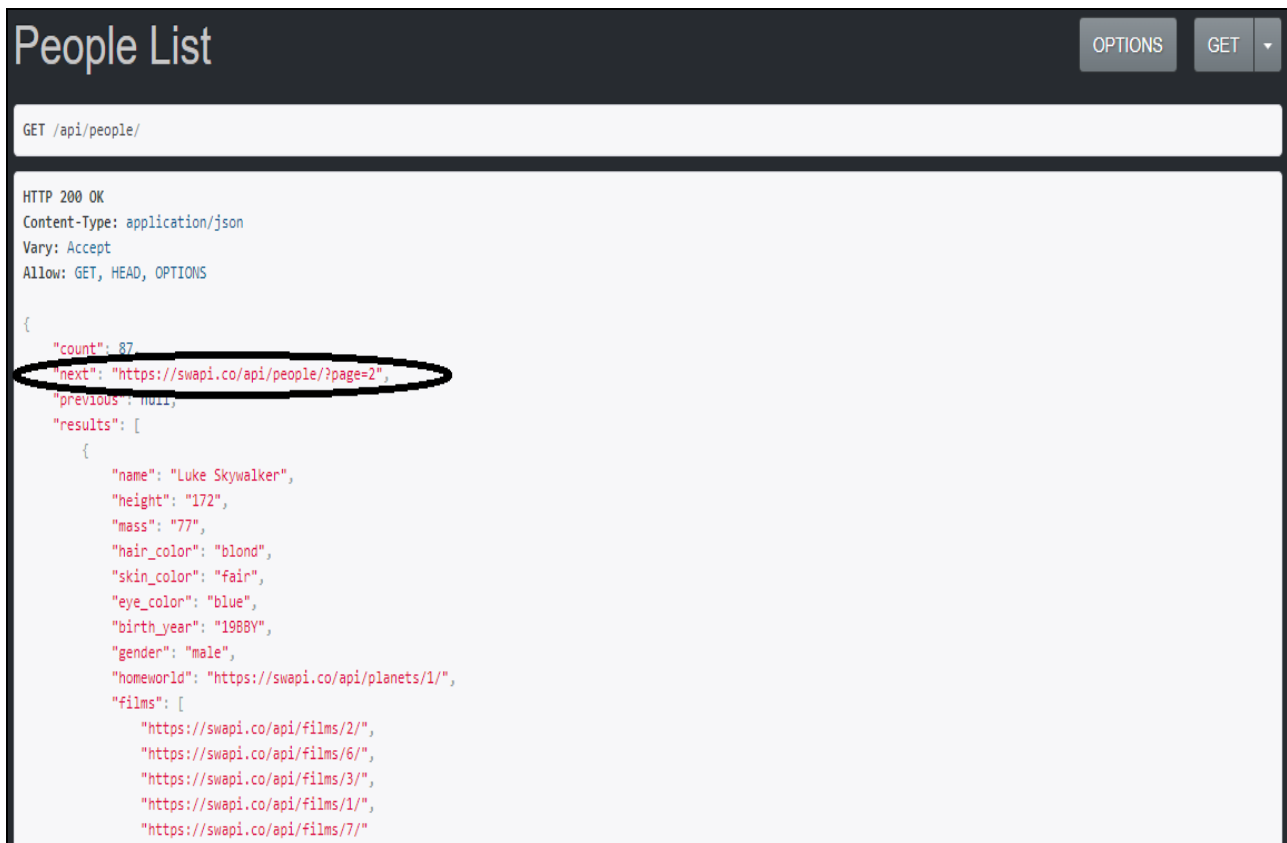 People List
OPTIONS
GET
GET /api/people/
HTTP 200 OK
Content-Type: application/json
Vary: Accept
Allow: GET, HEAD, OPTIONS
{
"count": 87,
"next": "https://swapi.co/api/people/?page=2",
"previous": null,
"results": [
{
"name": "Luke Skywalker",
"height": "172",
"mass": "77",
"hair_color": "blond",
"skin_color": "fair",
"eye_color": "blue",
"birth_year": "19BBY",
"gender": "male",
"homeworld": "https://swapi.co/api/planets/1/",
"films": [
"https://swapi.co/api/films/2/",
"https://swapi.co/api/films/6/",
"https://swapi.co/api/films/3/",
"https://swapi.co/api/films/1/",
"https://swapi.co/api/films/7/"